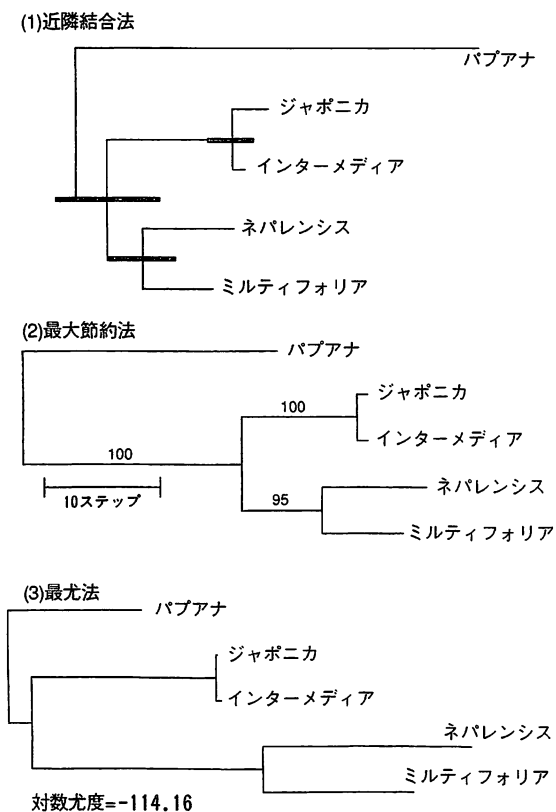 (1)近隣結合法
パプアナ
ジャポニカ
インターメディア
ネパレンシス
ミルティフォリア
(2)最大節約法
パプアナ
ジャポニカ
100
インターメディア
100
ネパレンシス
95
10ステップ
ミルティフォリア
(3)最尤法
パプアナ
ジャポニカ
インターメディア
ネパレンシス
ミルティフォリア
対数尤度=-114.16